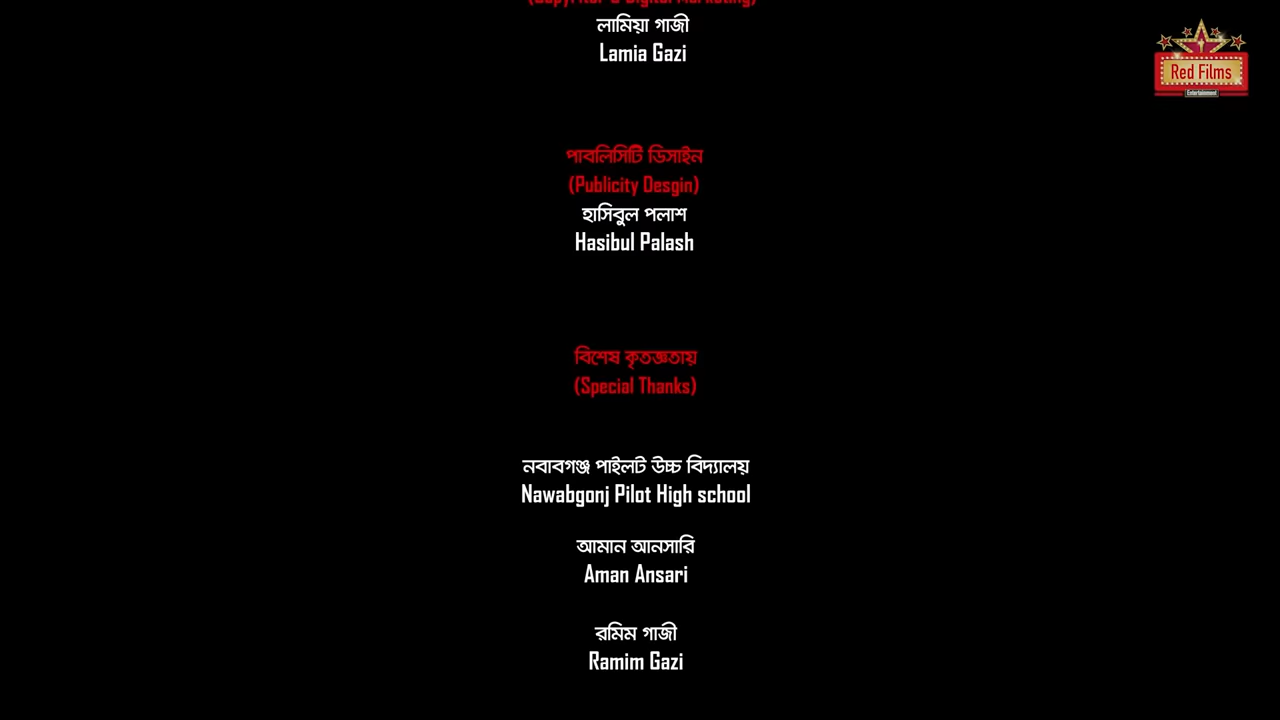 লামিয়া গাজী
Lamia Gazi
Red Films
Entertainment
পাবলিসিটি ডিসাইন
(Publicity Desgin)
হাসিবুল পলাশ
Hasibul Palash
বিশেষ কৃতজ্ঞতায়
(Special Thanks)
নবাবগঞ্জ পাইলট উচ্চ বিদ্যালয়
Nawabgonj Pilot High school
আমান আনসারি
Aman Ansari
রমিম গাজী
Ramim Gazi